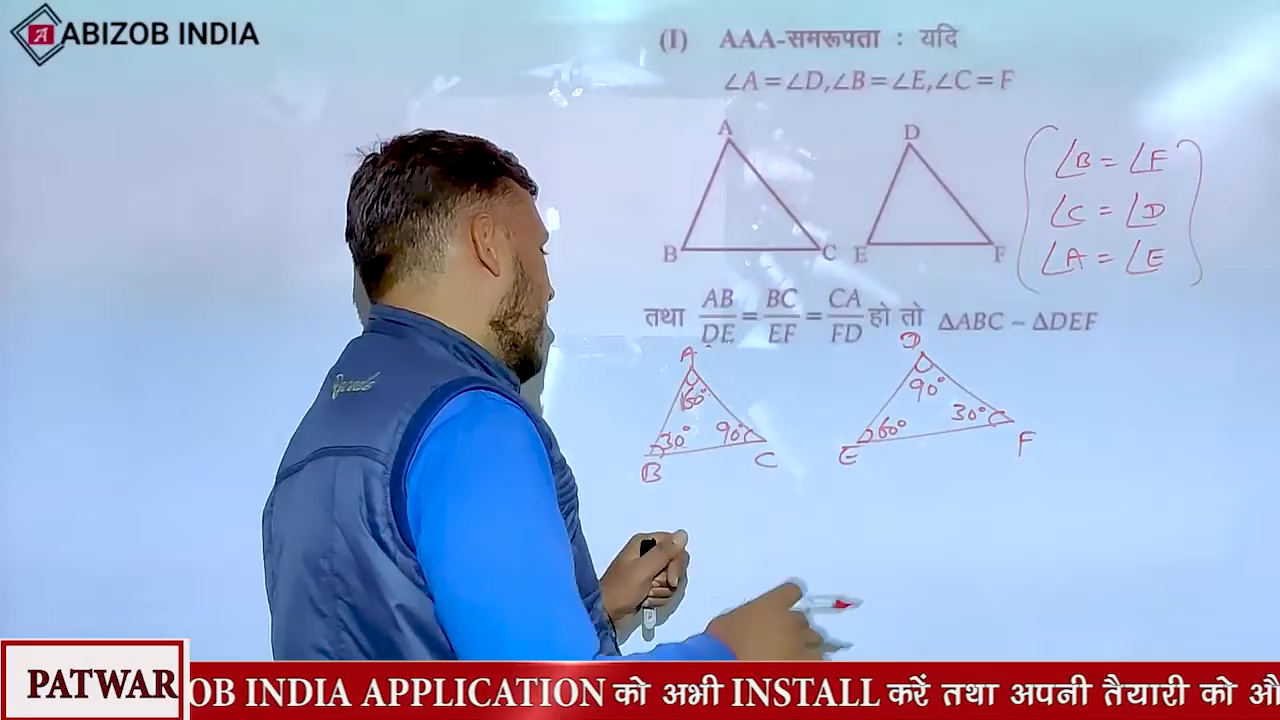 ABIZOB INDIA
(I) AAA-समरूपता : यदि
∠A=∠D,∠B=∠E,∠C=F
A
D
B
C
E
F
∠B = ∠F
∠C = ∠D
∠A = ∠E
तथा AB/DE = BC/EF = CA/FD हो तो ΔABC ~ ΔDEF
A
60°
30°
90°
B
C
D
90°
60°
30°
E
F
PATWAR
OB INDIA APPLICATION को अभी INSTALL करें तथा अपनी तैयारी को औ